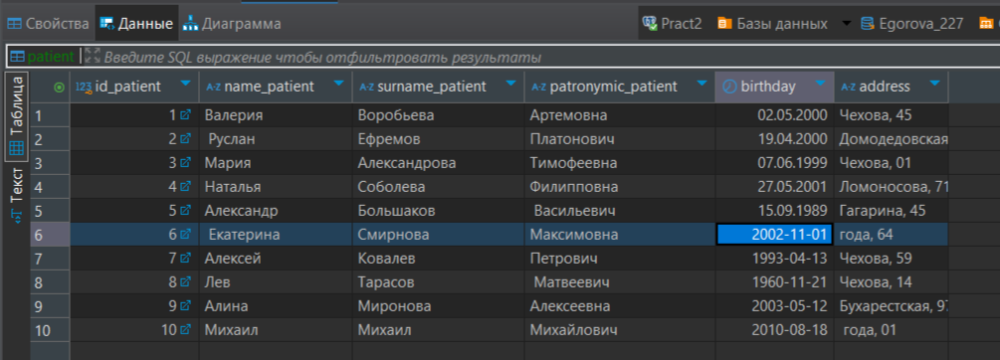 Свойства Данные Диаграмма Pract2 Базы данных Egorova_227
patient Введите SQL выражение чтобы отфильтровать результаты
Таблица
Текст
123 id_patient A-Z name_patient A-Z surname_patient A-Z patronymic_patient birthday A-Z address
1 1 Валерия Воробьева Артемовна 02.05.2000 Чехова, 45
2 2 Руслан Ефремов Платонович 19.04.2000 Домодедовская
3 3 Мария Александрова Тимофеевна 07.06.1999 Чехова, 01
4 4 Наталья Соболева Филипповна 27.05.2001 Ломоносова, 71
5 5 Александр Большаков Васильевич 15.09.1989 Гагарина, 45
6 6 Екатерина Смирнова Максимовна 2002-11-01 года, 64
7 7 Алексей Ковалев Петрович 1993-04-13 Чехова, 59
8 8 Лев Тарасов Матвеевич 1960-11-21 Чехова, 14
9 9 Алина Миронова Алексеевна 2003-05-12 Бухарестская, 97
10 10 Михаил Михаил Михайлович 2010-08-18 года, 01